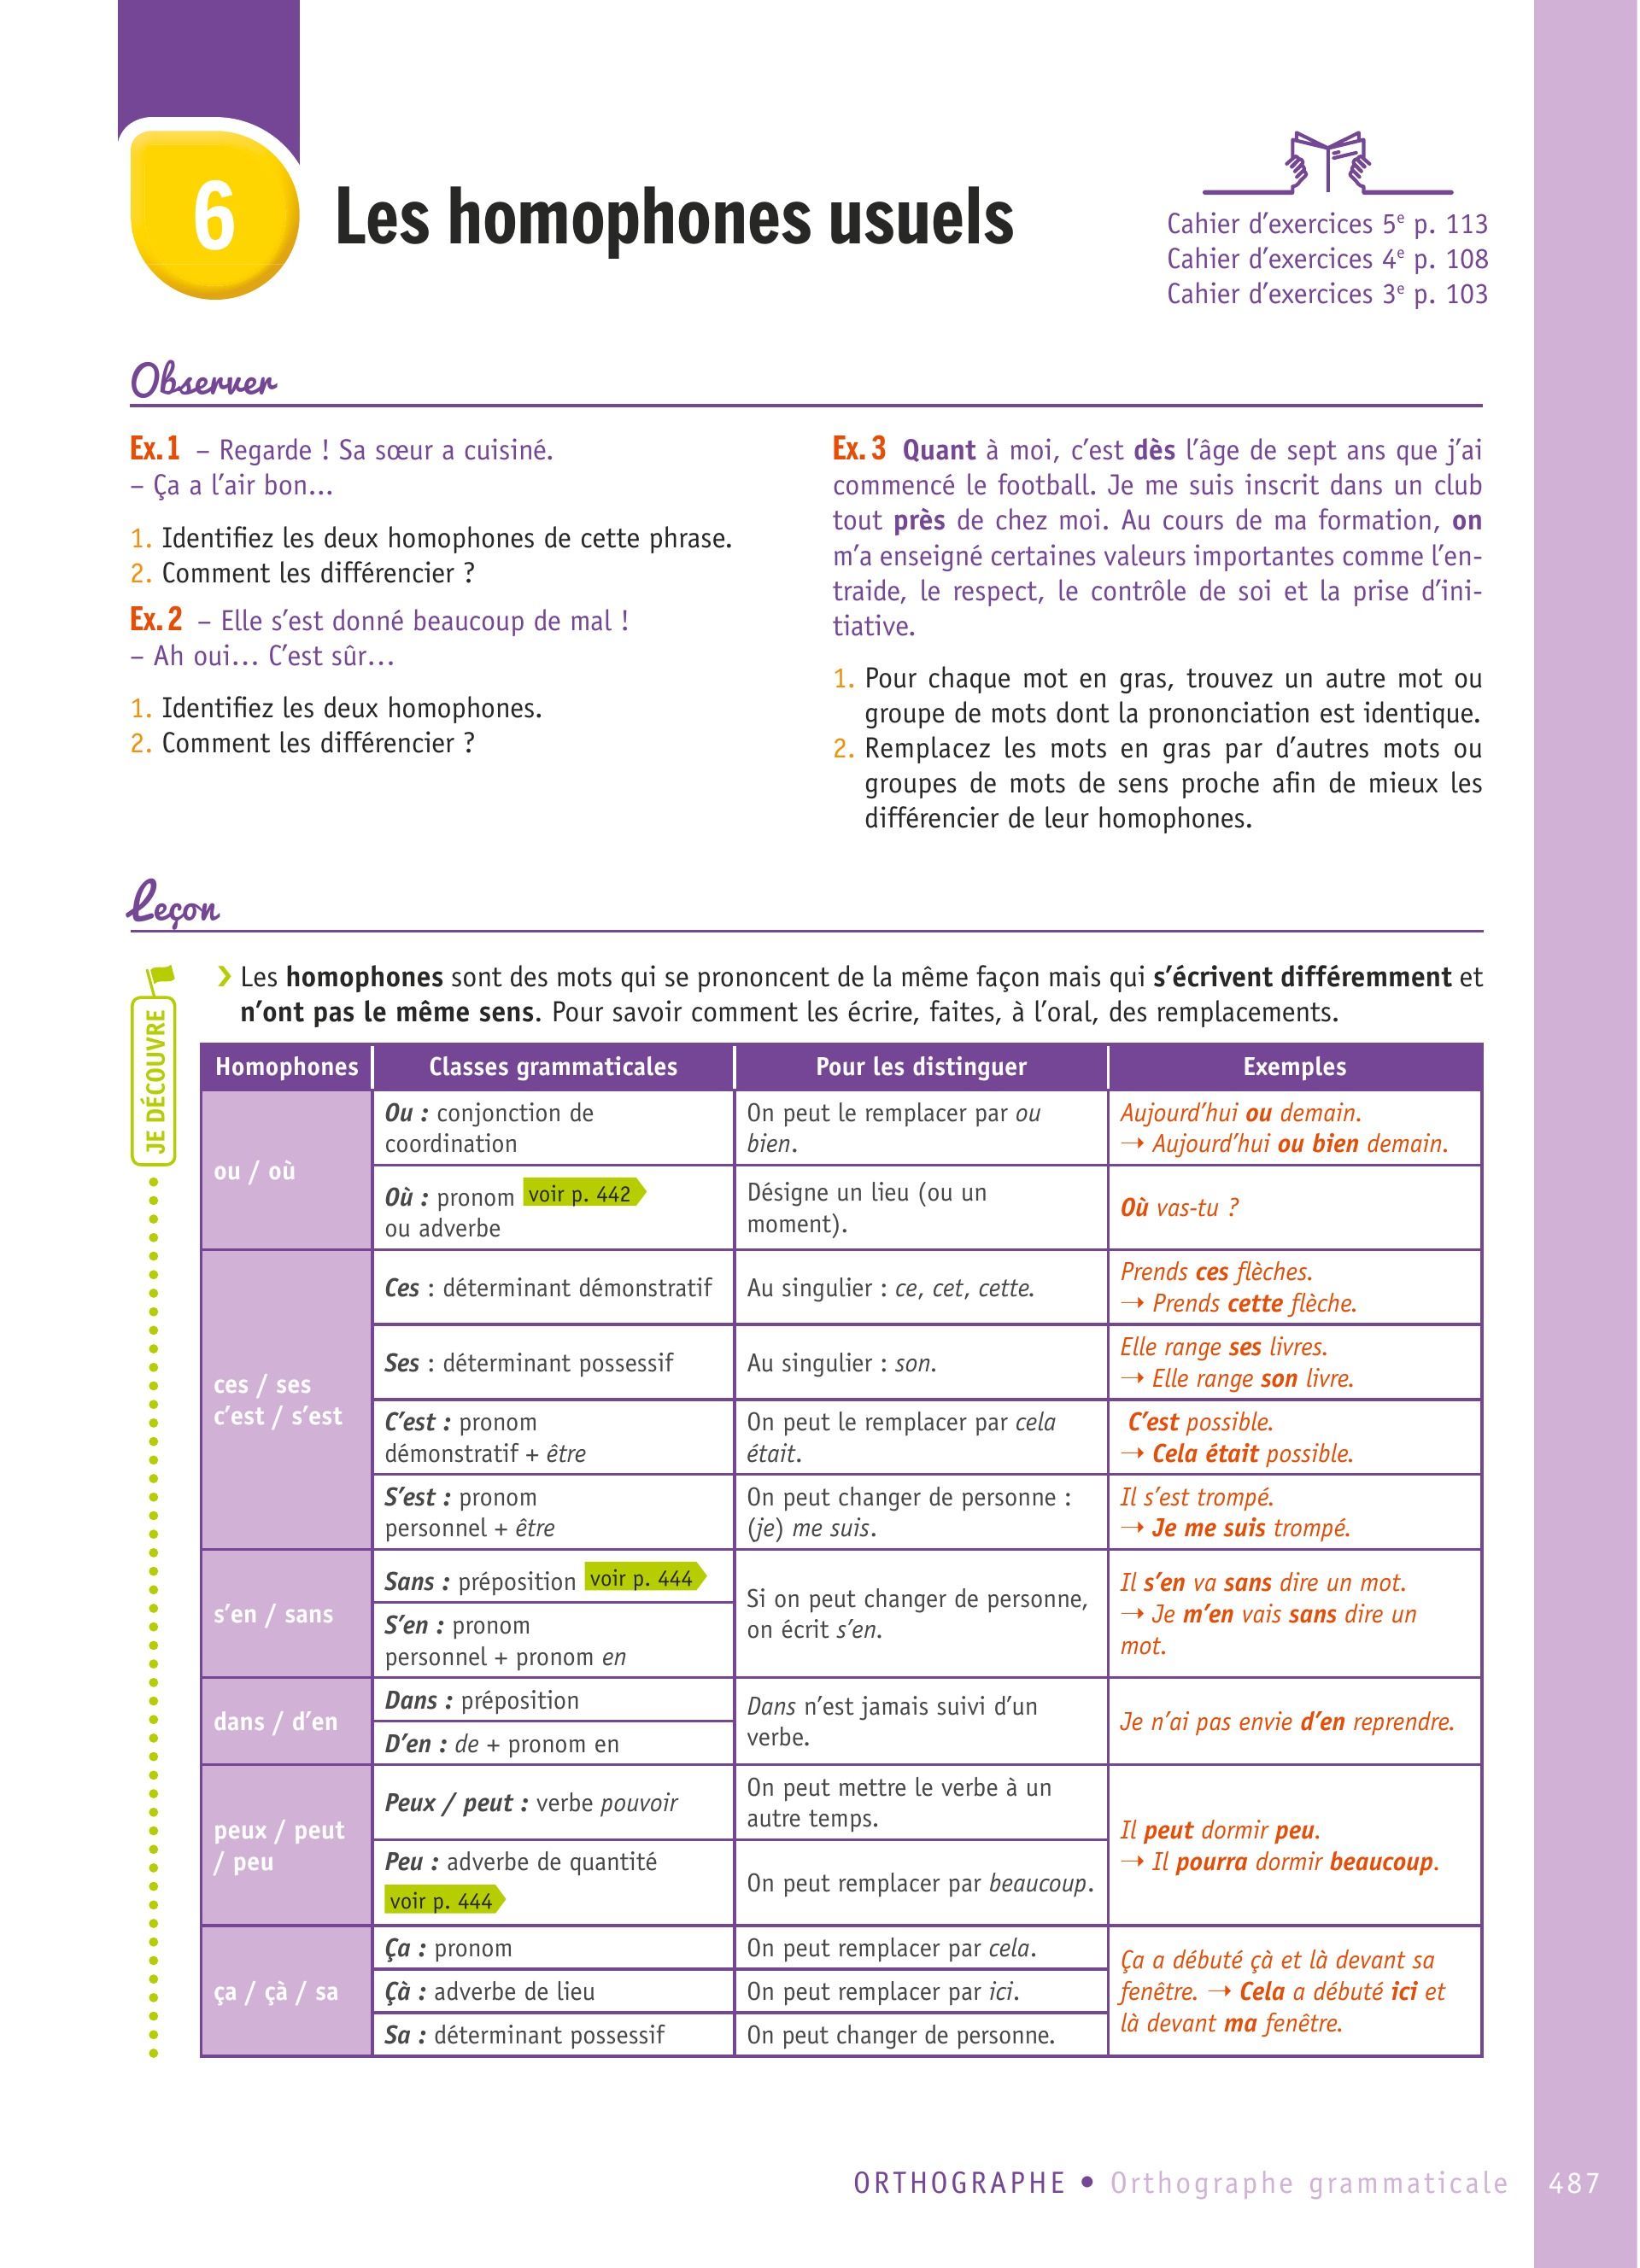 6
Les homophones usuels
Cahier d'exercices 5e p. 113
Cahier d'exercices 4e p. 108
Cahier d'exercices 3e p. 103
Observer
Ex. 1 – Regarde ! Sa sœur a cuisiné.
– Ça a l'air bon…
1. Identifiez les deux homophones de cette phrase.
2. Comment les différencier ?
Ex. 2 – Elle s'est donné beaucoup de mal !
– Ah oui… C'est sûr…
1. Identifiez les deux homophones.
2. Comment les différencier ?
Ex. 3 Quant à moi, c'est dès l'âge de sept ans que j'ai
commencé le football. Je me suis inscrit dans un club
tout près de chez moi. Au cours de ma formation, on
m'a enseigné certaines valeurs importantes comme l'en-
traide, le respect, le contrôle de soi et la prise d'ini-
tiative.
1. Pour chaque mot en gras, trouvez un autre mot ou
groupe de mots dont la prononciation est identique.
2. Remplacez les mots en gras par d'autres mots ou
groupes de mots de sens proche afin de mieux les
différencier de leur homophones.
Leçon
JE DÉCOUVRE
› Les homophones sont des mots qui se prononcent de la même façon mais qui s'écrivent différemment et
n'ont pas le même sens. Pour savoir comment les écrire, faites, à l'oral, des remplacements.
Homophones
Classes grammaticales
Pour les distinguer
Exemples
ou / où
Ou : conjonction de
coordination
On peut le remplacer par ou
bien.
Aujourd'hui ou demain.
→ Aujourd'hui ou bien demain.
Où : pronom voir p. 442
ou adverbe
Désigne un lieu (ou un
moment).
Où vas-tu ?
ces / ses
c'est / s'est
Ces : déterminant démonstratif
Au singulier : ce, cet, cette.
Prends ces flèches.
→ Prends cette flèche.
Ses : déterminant possessif
Au singulier : son.
Elle range ses livres.
→ Elle range son livre.
C'est : pronom
démonstratif + être
On peut le remplacer par cela
était.
C'est possible.
→ Cela était possible.
S'est : pronom
personnel + être
On peut changer de personne :
(je) me suis.
Il s'est trompé.
→ Je me suis trompé.
s'en / sans
Sans : préposition voir p. 444
S'en : pronom
personnel + pronom en
Si on peut changer de personne,
on écrit s'en.
Il s'en va sans dire un mot.
→ Je m'en vais sans dire un
mot.
dans / d'en
Dans : préposition
D'en : de + pronom en
Dans n'est jamais suivi d'un
verbe.
Je n'ai pas envie d'en reprendre.
peux / peut
/ peu
Peux / peut : verbe pouvoir
On peut mettre le verbe à un
autre temps.
Peu : adverbe de quantité
voir p. 444
On peut remplacer par beaucoup.
Il peut dormir peu.
→ Il pourra dormir beaucoup.
ça / çà / sa
Ça : pronom
On peut remplacer par cela.
Çà : adverbe de lieu
On peut remplacer par ici.
Sa : déterminant possessif
On peut changer de personne.
Ça a débuté çà et là devant sa
fenêtre. → Cela a débuté ici et
là devant ma fenêtre.
ORTHOGRAPHE • Orthographe grammaticale 487